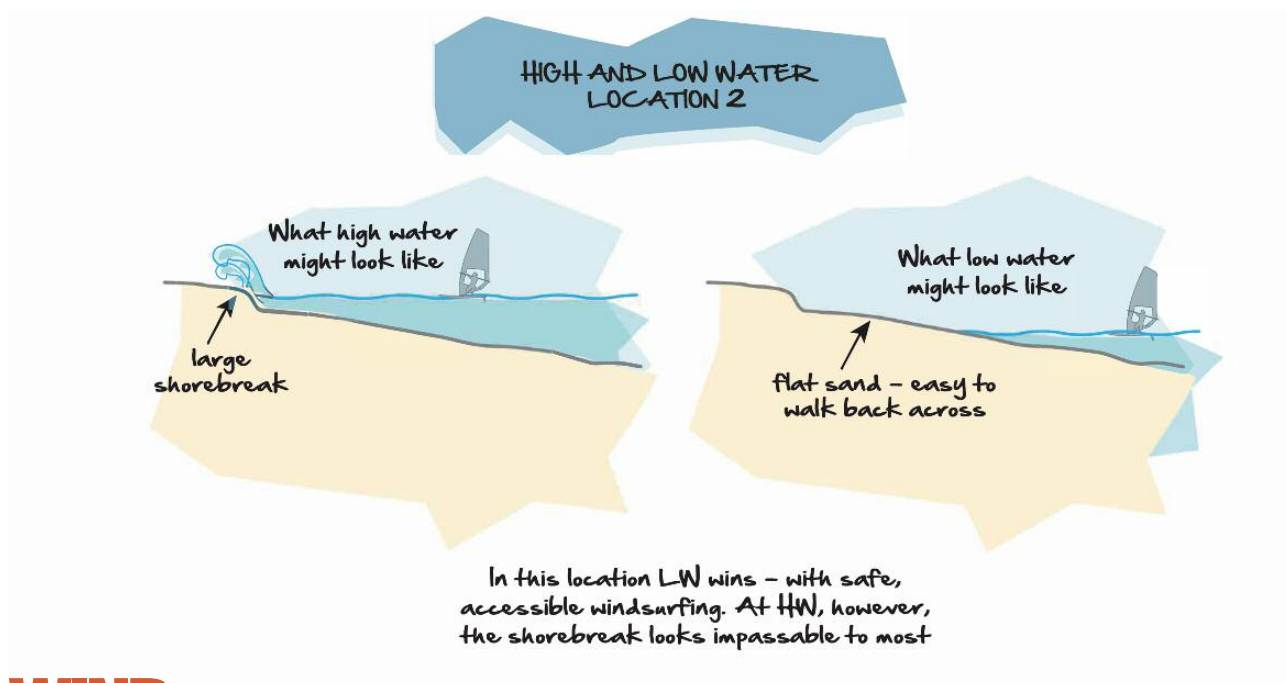 HIGH AND LOW WATER
LOCATION 2
What high water
might look like
large
shorebreak
What low water
might look like
flat sand – easy to
walk back across
In this location LW wins – with safe,
accessible windsurfing. At HW, however,
the shorebreak looks impassable to most
WIND